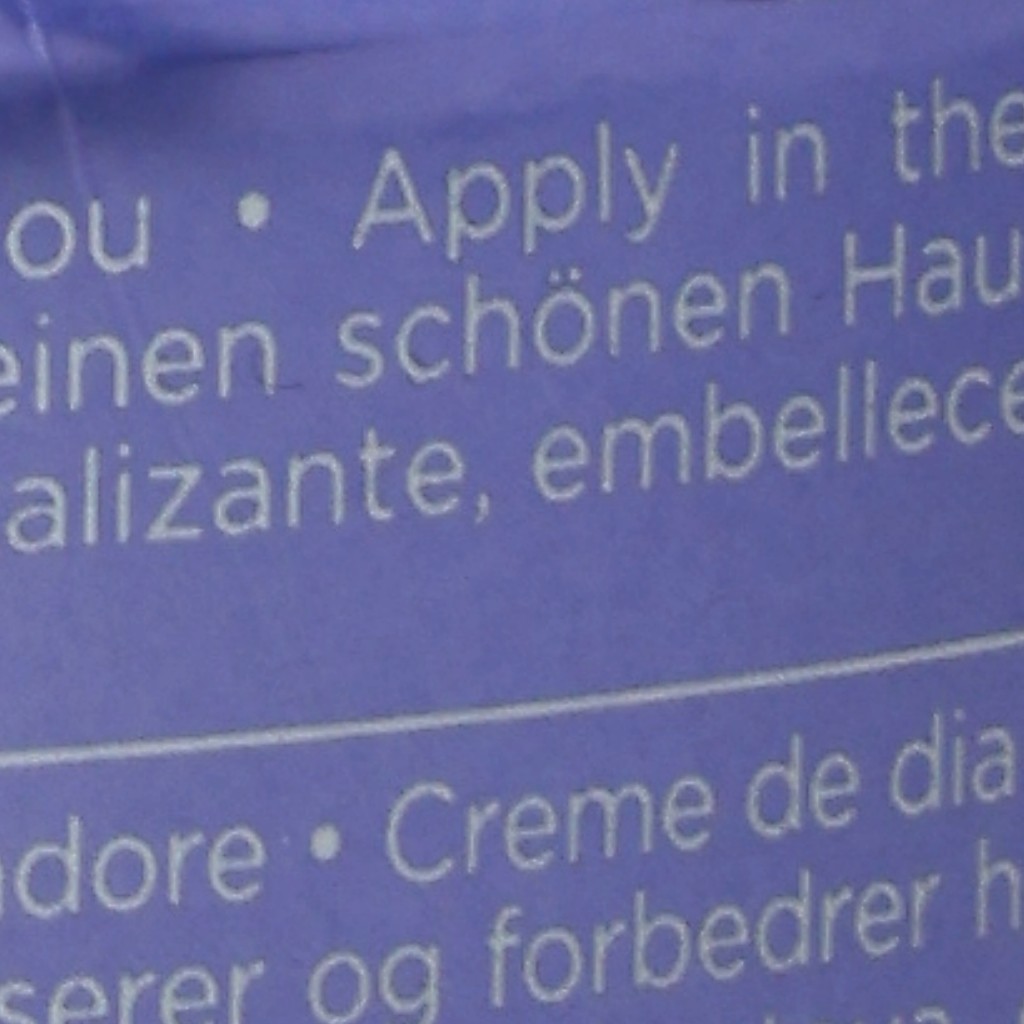 ou • Apply in the
einen schönen Hau
alizante, embellece
adore • Creme de dia
serer og forbedrer h